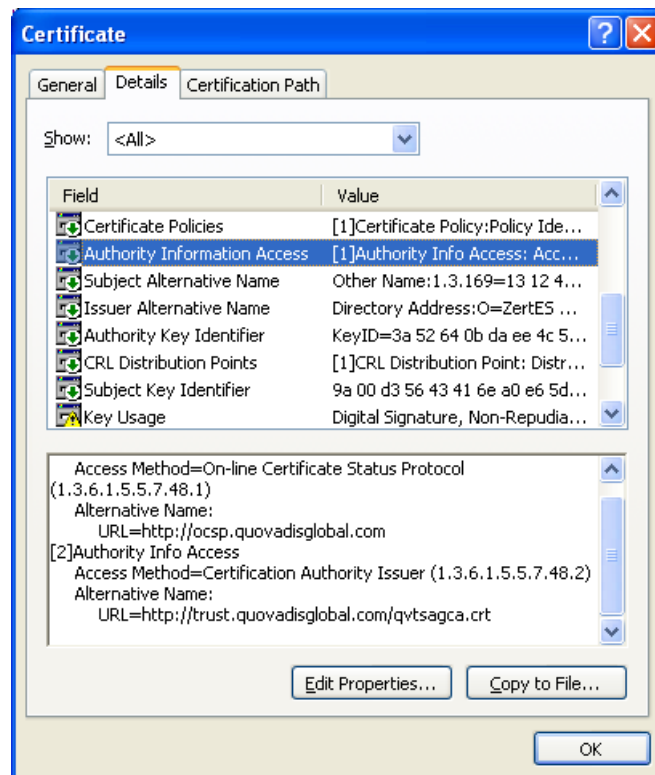 Certificate
General Details Certification Path
Show: <All>
Field Value
Certificate Policies [1]Certificate Policy:Policy Ide...
Authority Information Access [1]Authority Info Access: Acc...
Subject Alternative Name Other Name:1.3.169=13 12 4...
Issuer Alternative Name Directory Address:O=ZertES ...
Authority Key Identifier KeyID=3a 52 64 0b da ee 4c 5...
CRL Distribution Points [1]CRL Distribution Point: Distr...
Subject Key Identifier 9a 00 d3 56 43 41 6e a0 e6 5d...
Key Usage Digital Signature, Non-Repudia...
Access Method=On-line Certificate Status Protocol
(1.3.6.1.5.5.7.48.1)
Alternative Name:
URL=http://ocsp.quovadisglobal.com
[2]Authority Info Access
Access Method=Certification Authority Issuer (1.3.6.1.5.5.7.48.2)
Alternative Name:
URL=http://trust.quovadisglobal.com/qvtsagca.crt
Edit Properties... Copy to File...
OK